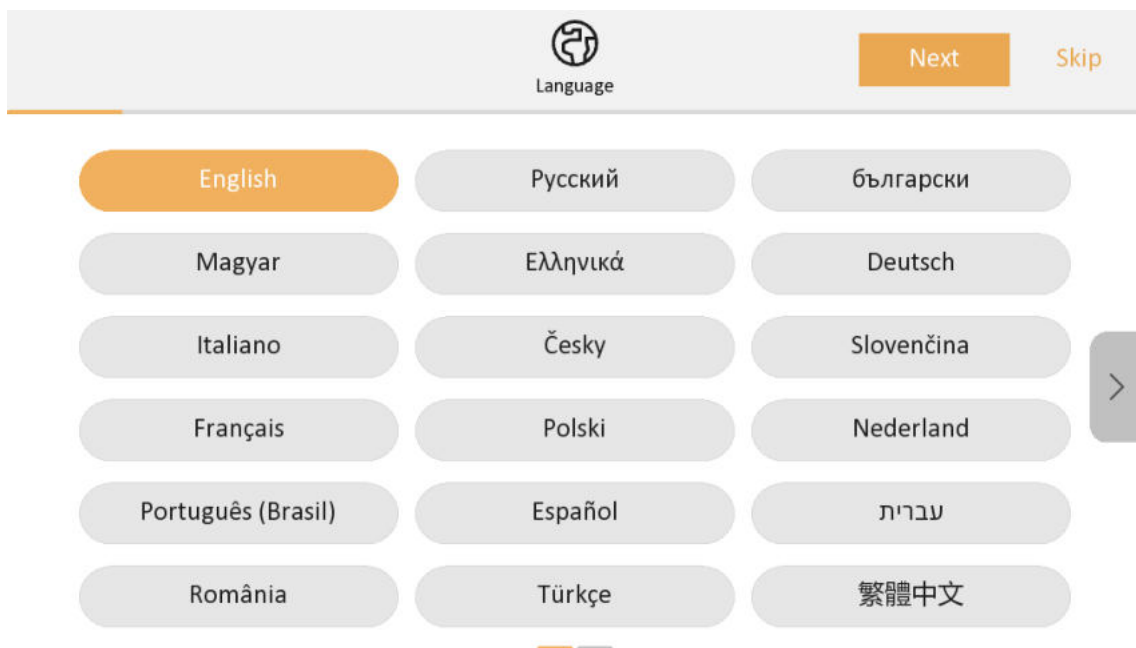 Language
Next
Skip
English
Русский
български
Magyar
Ελληνικά
Deutsch
Italiano
Česky
Slovenčina
Français
Polski
Nederland
Português (Brasil)
Español
עברית
România
Türkçe
繁體中文